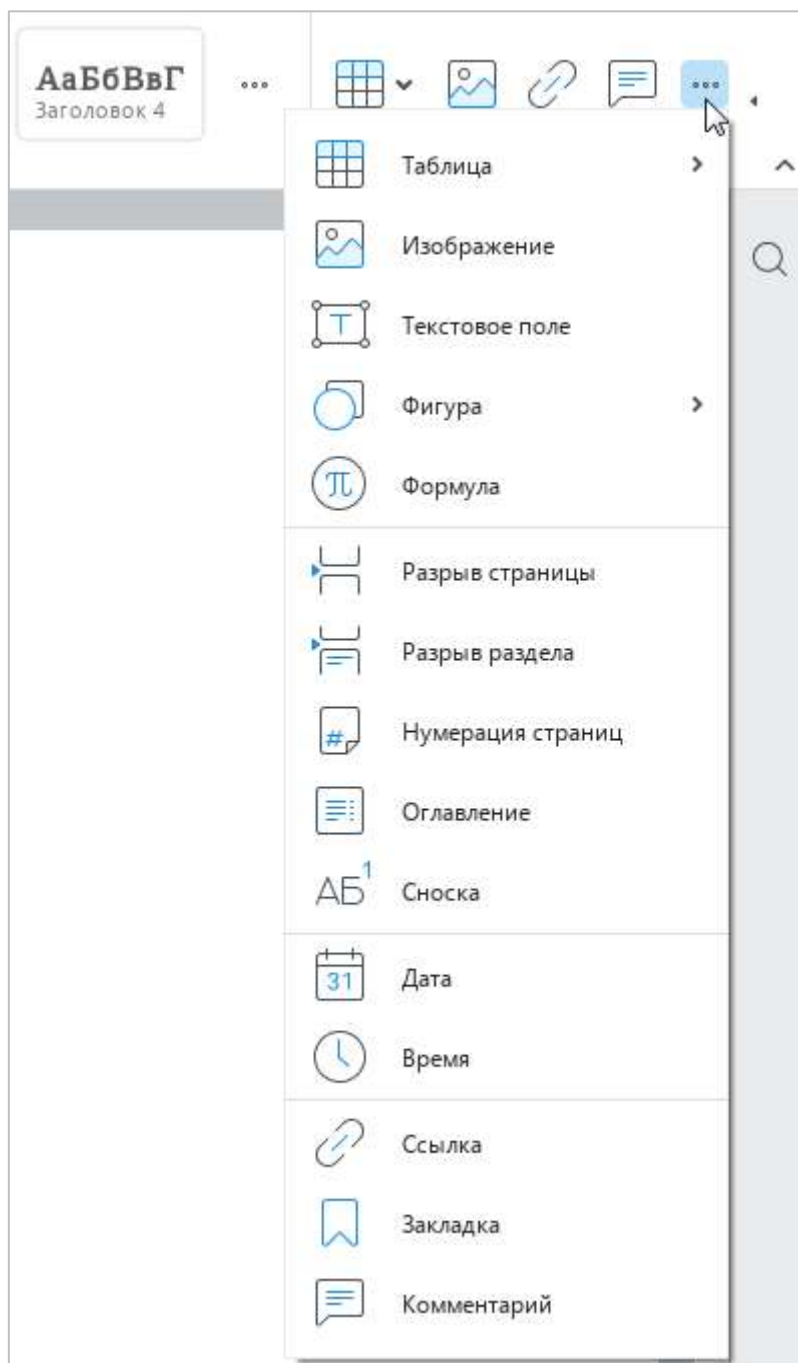 АаБбВвГ
Заголовок 4
Таблица
Изображение
T
Текстовое поле
Фигура
π
Формула
Разрыв страницы
Разрыв раздела
#
Нумерация страниц
Оглавление
АБ1
Сноска
31
Дата
Время
Ссылка
Закладка
Комментарий